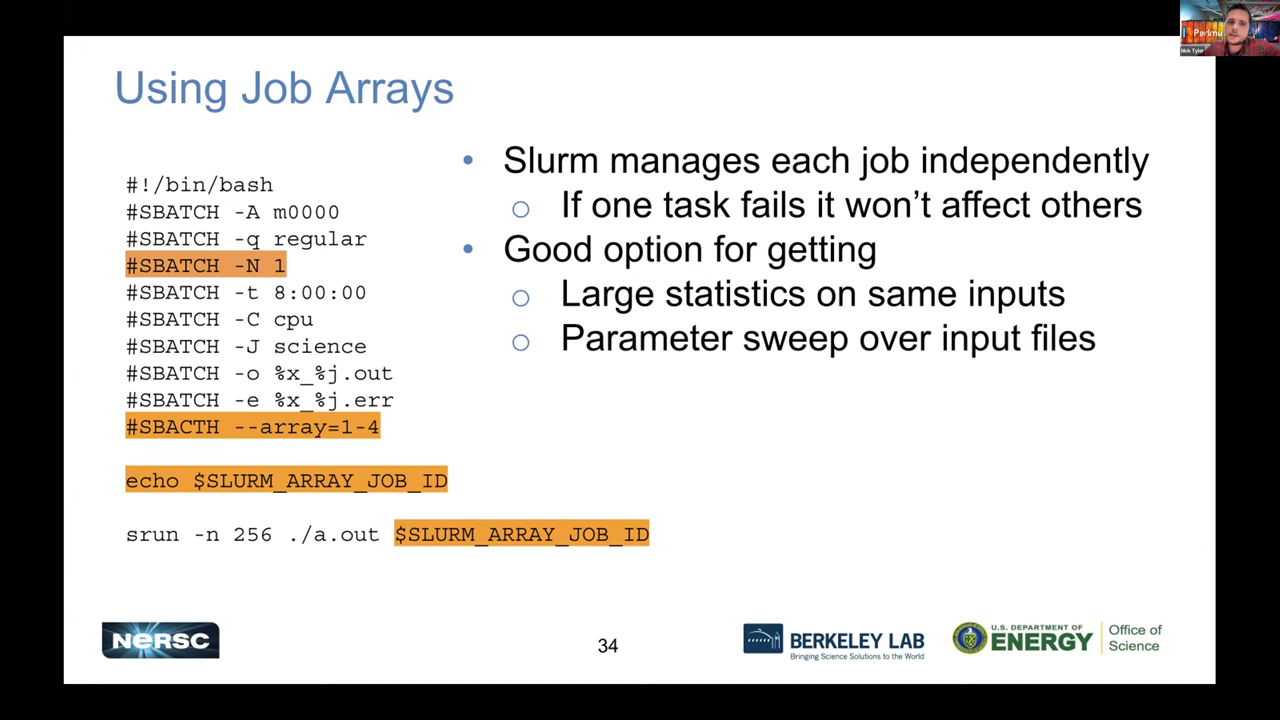 Using Job Arrays
#!/bin/bash
#SBATCH -A m0000
#SBATCH -q regular
#SBATCH -N 1
#SBATCH -t 8:00:00
#SBATCH -C cpu
#SBATCH -J science
#SBATCH -o %x_%j.out
#SBATCH -e %x_%j.err
#SBACTH --array=1-4
echo $SLURM_ARRAY_JOB_ID
srun -n 256 ./a.out $SLURM_ARRAY_JOB_ID
• Slurm manages each job independently
○ If one task fails it won’t affect others
• Good option for getting
○ Large statistics on same inputs
○ Parameter sweep over input files
NERSC
34
BERKELEY LAB
Bringing Science Solutions to the World
U.S. DEPARTMENT OF
ENERGY
Office of
Science
Nick Tyler